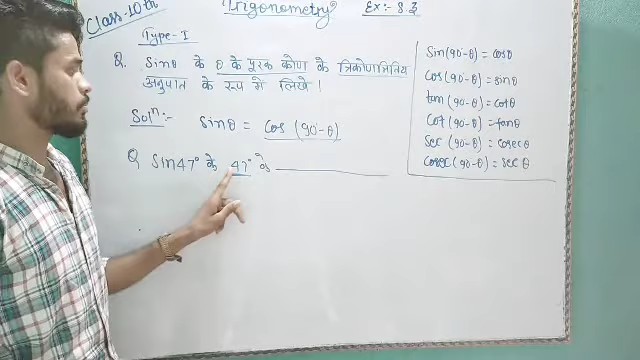 Class-10th
Trigonometry Ex:- 8.3
Type-I
Q. Sinθ के θ के पूरक कोण के त्रिकोणमितिय
अनुपात के रूप में लिखे।
Solⁿ:- Sinθ = Cos (90°-θ)
Q Sin47° के 47° के
Sin(90-θ) = Cosθ
Cos(90-θ) = Sinθ
tan(90-θ) = Cotθ
Cot(90-θ) = tanθ
Sec(90-θ) = Cosecθ
Cosec(90-θ) = Secθ